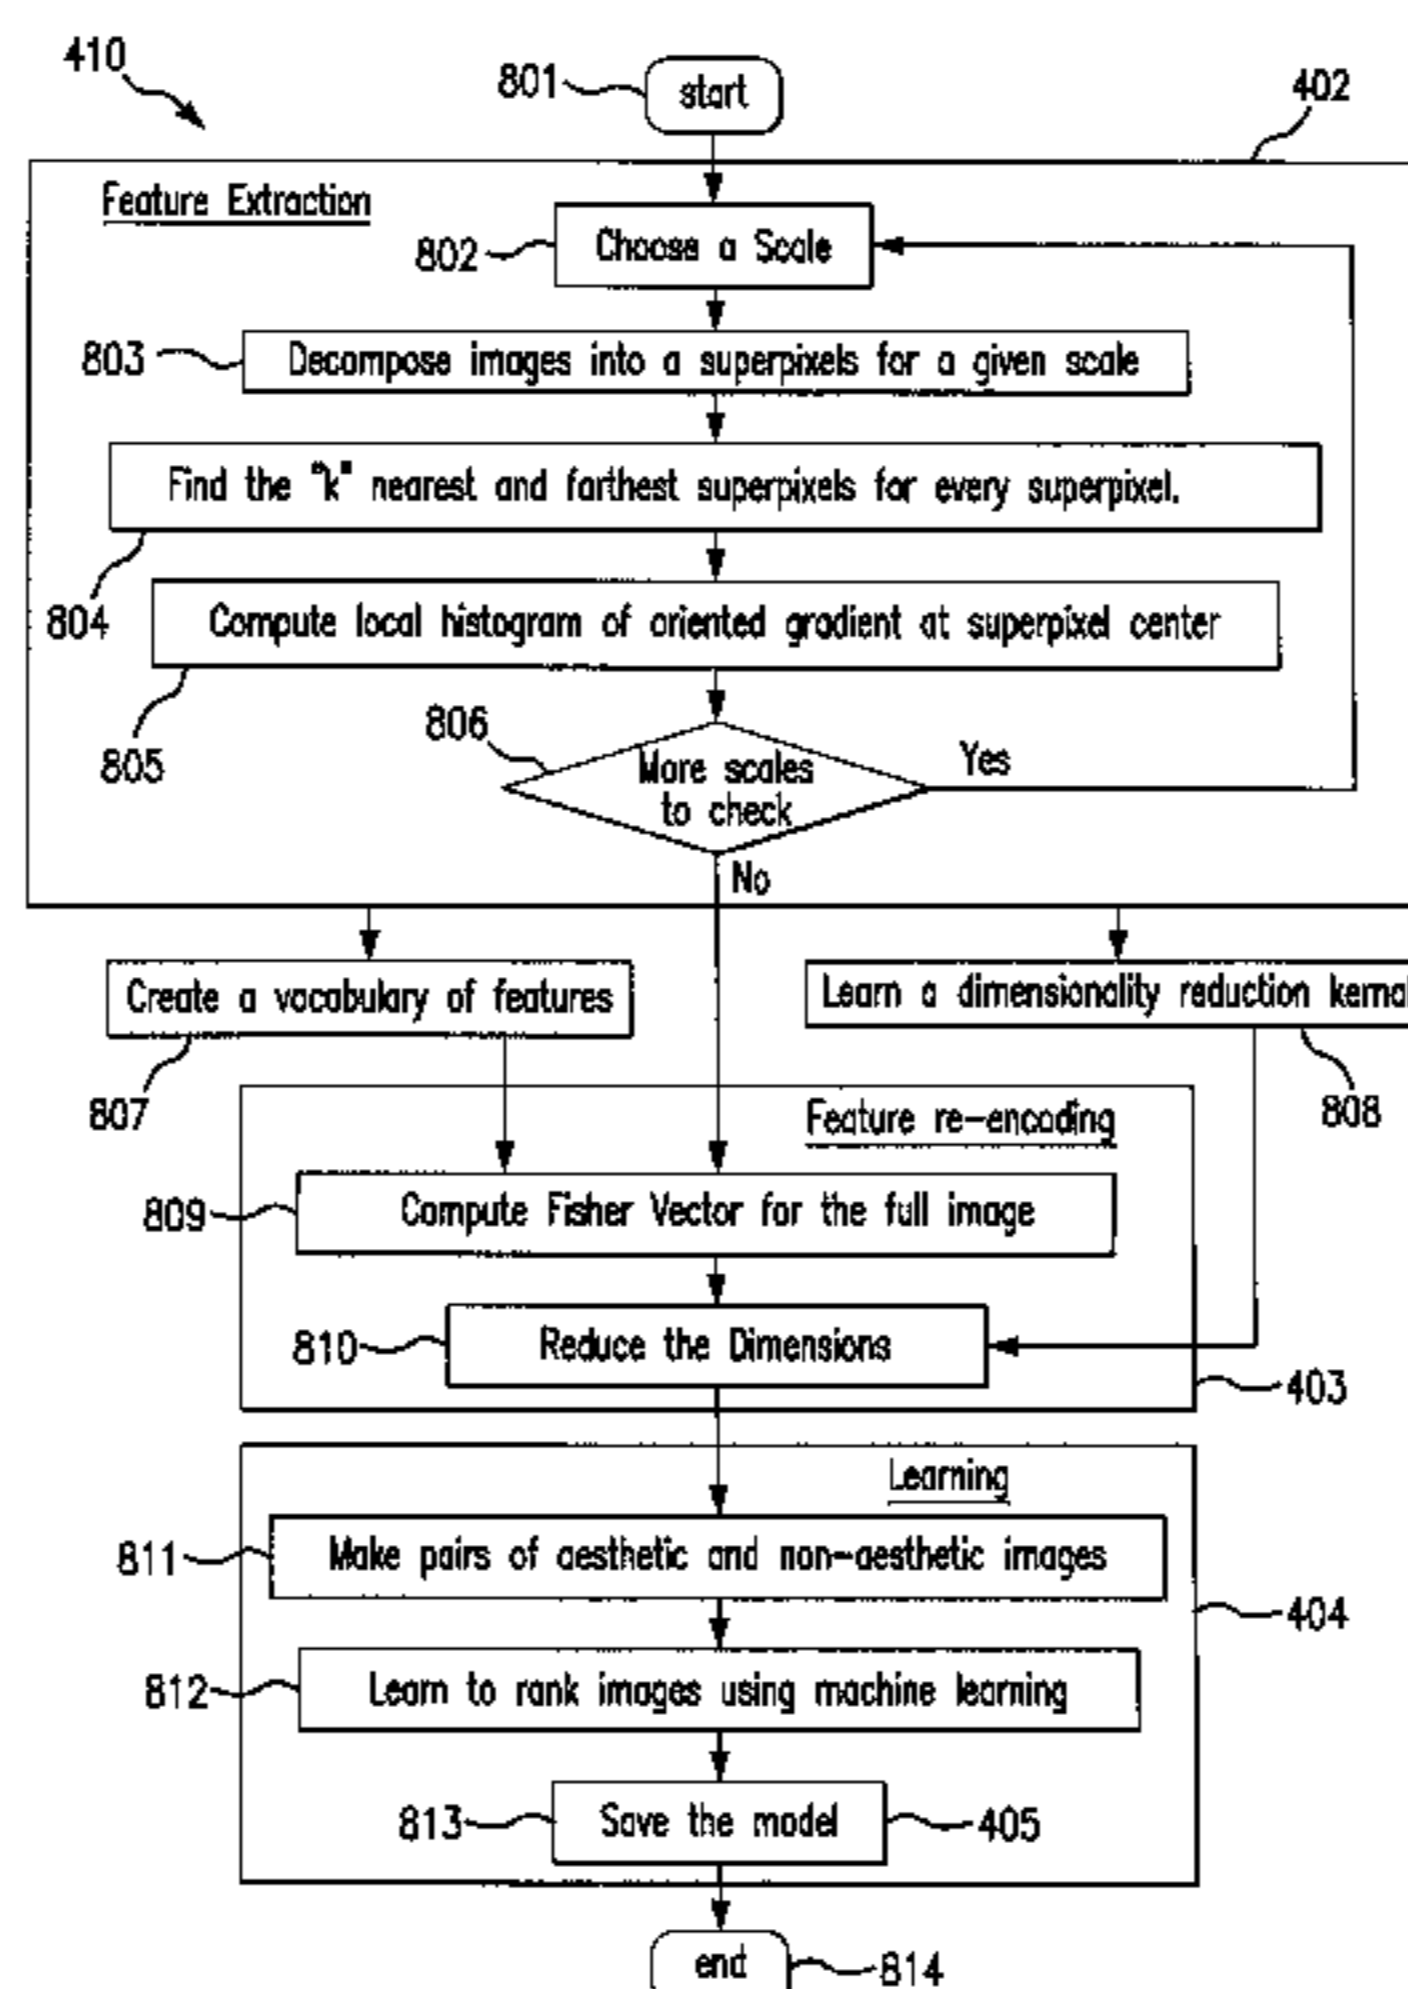 410
801
start
402
Feature Extraction
802
Choose a Scale
803
Decompose images into a superpixels for a given scale
Find the "k" nearest and farthest superpixels for every superpixel.
804
Compute local histogram of oriented gradient at superpixel center
805
806
More scales
to check
Yes
No
Create a vocabulary of features
Learn a dimensionality reduction kernal
807
808
Feature re-encoding
809
Compute Fisher Vector for the full image
810
Reduce the Dimensions
403
Learning
811
Make pairs of aesthetic and non-aesthetic images
404
812
Learn to rank images using machine learning
813
Save the model
405
end
814